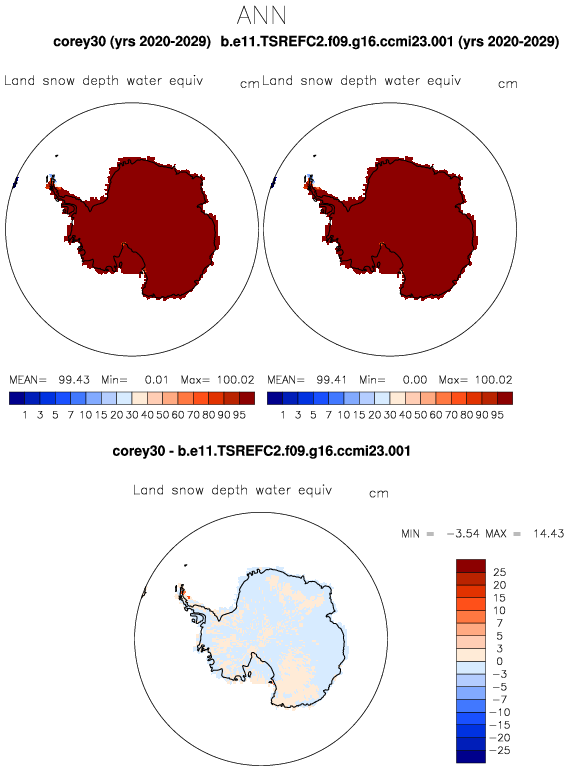 ANN
corey30 (yrs 2020-2029) b.e11.TSREFC2.f09.g16.ccmi23.001 (yrs 2020-2029)
Land snow depth water equiv cm Land snow depth water equiv cm
MEAN= 99.43 Min= 0.01 Max= 100.02 MEAN= 99.41 Min= 0.00 Max= 100.02
1 3 5 7 10 15 20 30 40 50 60 70 80 90 95 1 3 5 7 10 15 20 30 40 50 60 70 80 90 95
corey30 - b.e11.TSREFC2.f09.g16.ccmi23.001
Land snow depth water equiv cm
MIN = -3.54 MAX = 14.43
25
20
15
10
7
5
3
0
-3
-5
-7
-10
-15
-20
-25